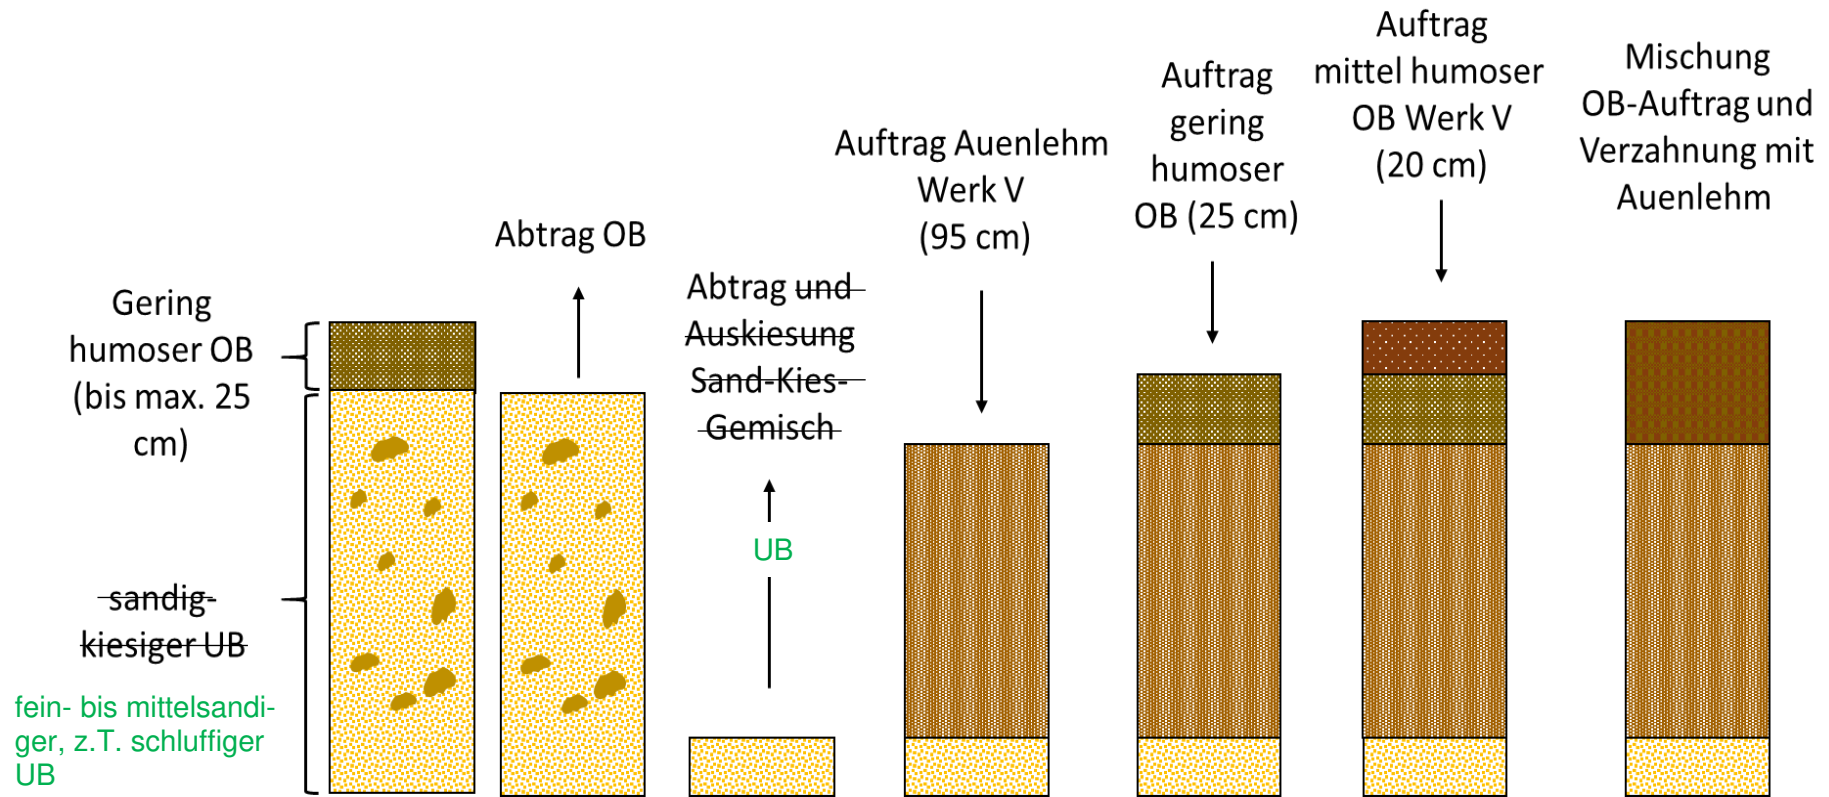 Gering
humoser OB
(bis max. 25
cm)
sandig-
kiesiger UB
fein- bis mittelsandi-
ger, z.T. schluffiger
UB
Abtrag OB
Abtrag und
Auskiesung
Sand-Kies-
Gemisch
UB
Auftrag Auenlehm
Werk V
(95 cm)
Auftrag
gering
humoser
OB (25 cm)
Auftrag
mittel humoser
OB Werk V
(20 cm)
Mischung
OB-Auftrag und
Verzahnung mit
Auenlehm